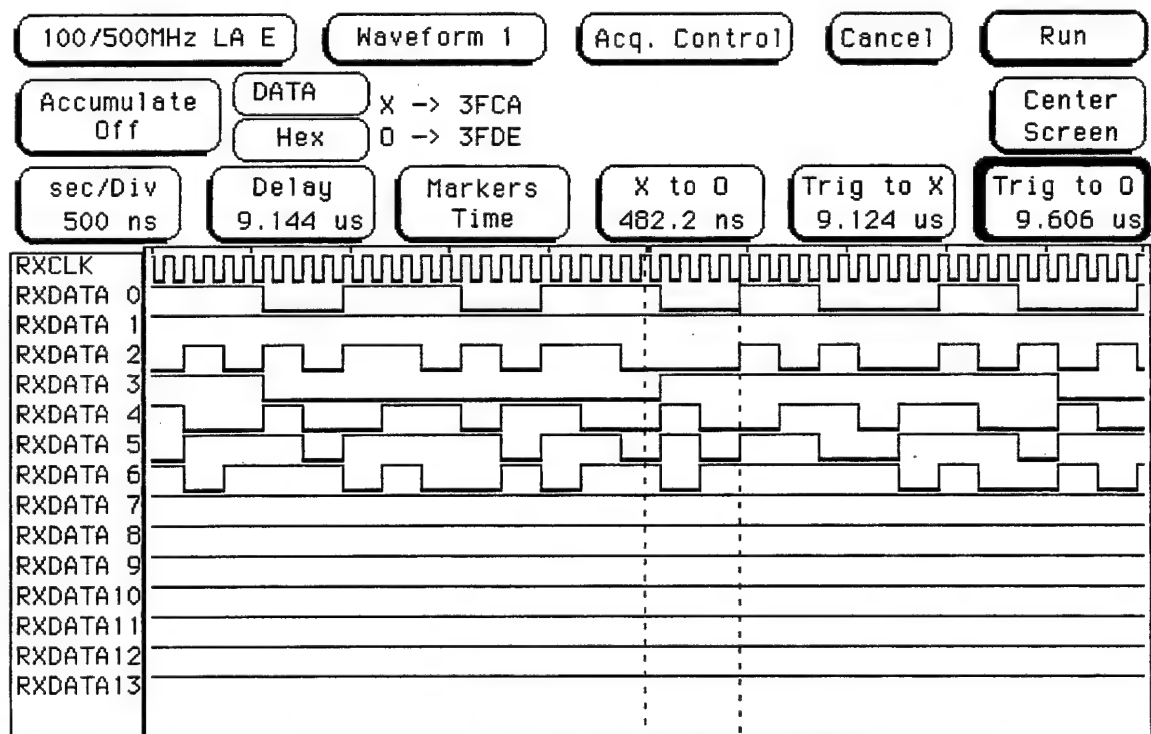 100/500MHz LA E Waveform 1 Acq. Control Cancel Run
Accumulate Off DATA X -> 3FCA Center Screen
Hex O -> 3FDE
sec/Div Delay Markers X to O Trig to X Trig to O
500 ns 9.144 us Time 482.2 ns 9.124 us 9.606 us
RXCLK
RXDATA 0
RXDATA 1
RXDATA 2
RXDATA 3
RXDATA 4
RXDATA 5
RXDATA 6
RXDATA 7
RXDATA 8
RXDATA 9
RXDATA10
RXDATA11
RXDATA12
RXDATA13